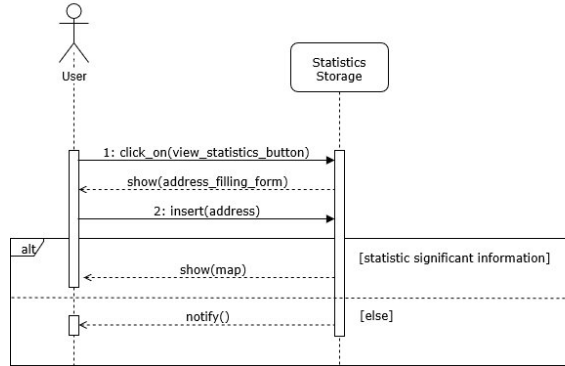 User
Statistics
Storage
1: click_on(view_statistics_button)
show(address_filling_form)
2: insert(address)
alt
[statistic significant information]
show(map)
notify()
[else]